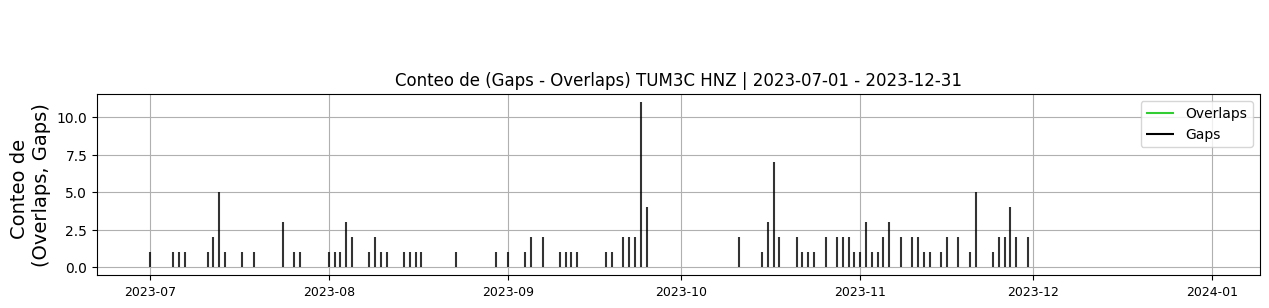 Conteo de (Gaps - Overlaps) TUM3C HNZ | 2023-07-01 - 2023-12-31
Conteo de
(Overlaps, Gaps)
10.0
7.5
5.0
2.5
0.0
Overlaps
Gaps
2023-07
2023-08
2023-09
2023-10
2023-11
2023-12
2024-01